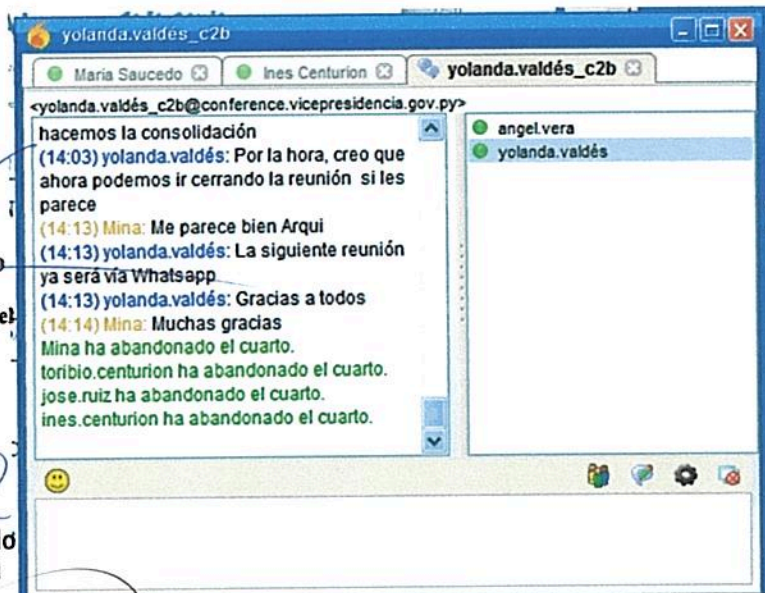 yolanda.valdés_c2b
Maria Saucedo
Ines Centurion
yolanda.valdés_c2b
<yolanda.valdés_c2b@conference.vicepresidencia.gov.py>
hacemos la consolidación
(14:03) yolanda.valdés: Por la hora, creo que
ahora podemos ir cerrando la reunión si les
parece
(14:13) Mina: Me parece bien Arqui
(14:13) yolanda.valdés: La siguiente reunión
ya será vía Whatsapp
(14:13) yolanda.valdés: Gracias a todos
(14:14) Mina: Muchas gracias
Mina ha abandonado el cuarto.
toribio.centurion ha abandonado el cuarto.
jose.ruiz ha abandonado el cuarto.
ines.centurion ha abandonado el cuarto.
angel.vera
yolanda.valdés